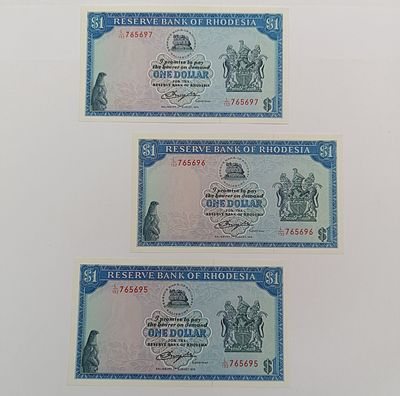 $1 RESERVE BANK OF RHODESIA $1
765697
I promise to pay
the bearer on demand
ONE DOLLAR
FOR THE
RESERVE BANK OF RHODESIA
765697 $1
$1 RESERVE BANK OF RHODESIA $1
765696
I promise to pay
the bearer on demand
ONE DOLLAR
FOR THE
RESERVE BANK OF RHODESIA
765696 $
$1 RESERVE BANK OF RHODESIA $1
765695
I promise to pay
the bearer on demand
ONE DOLLAR
FOR THE
RESERVE BANK OF RHODESIA
765695 $